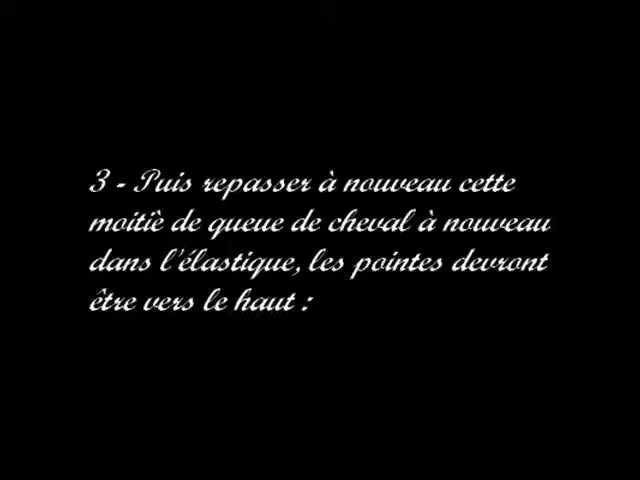 3 - Puis repasser à nouveau cette
moitiè de queue de cheval à nouveau
dans l'élastique, les pointes devront
être vers le haut :